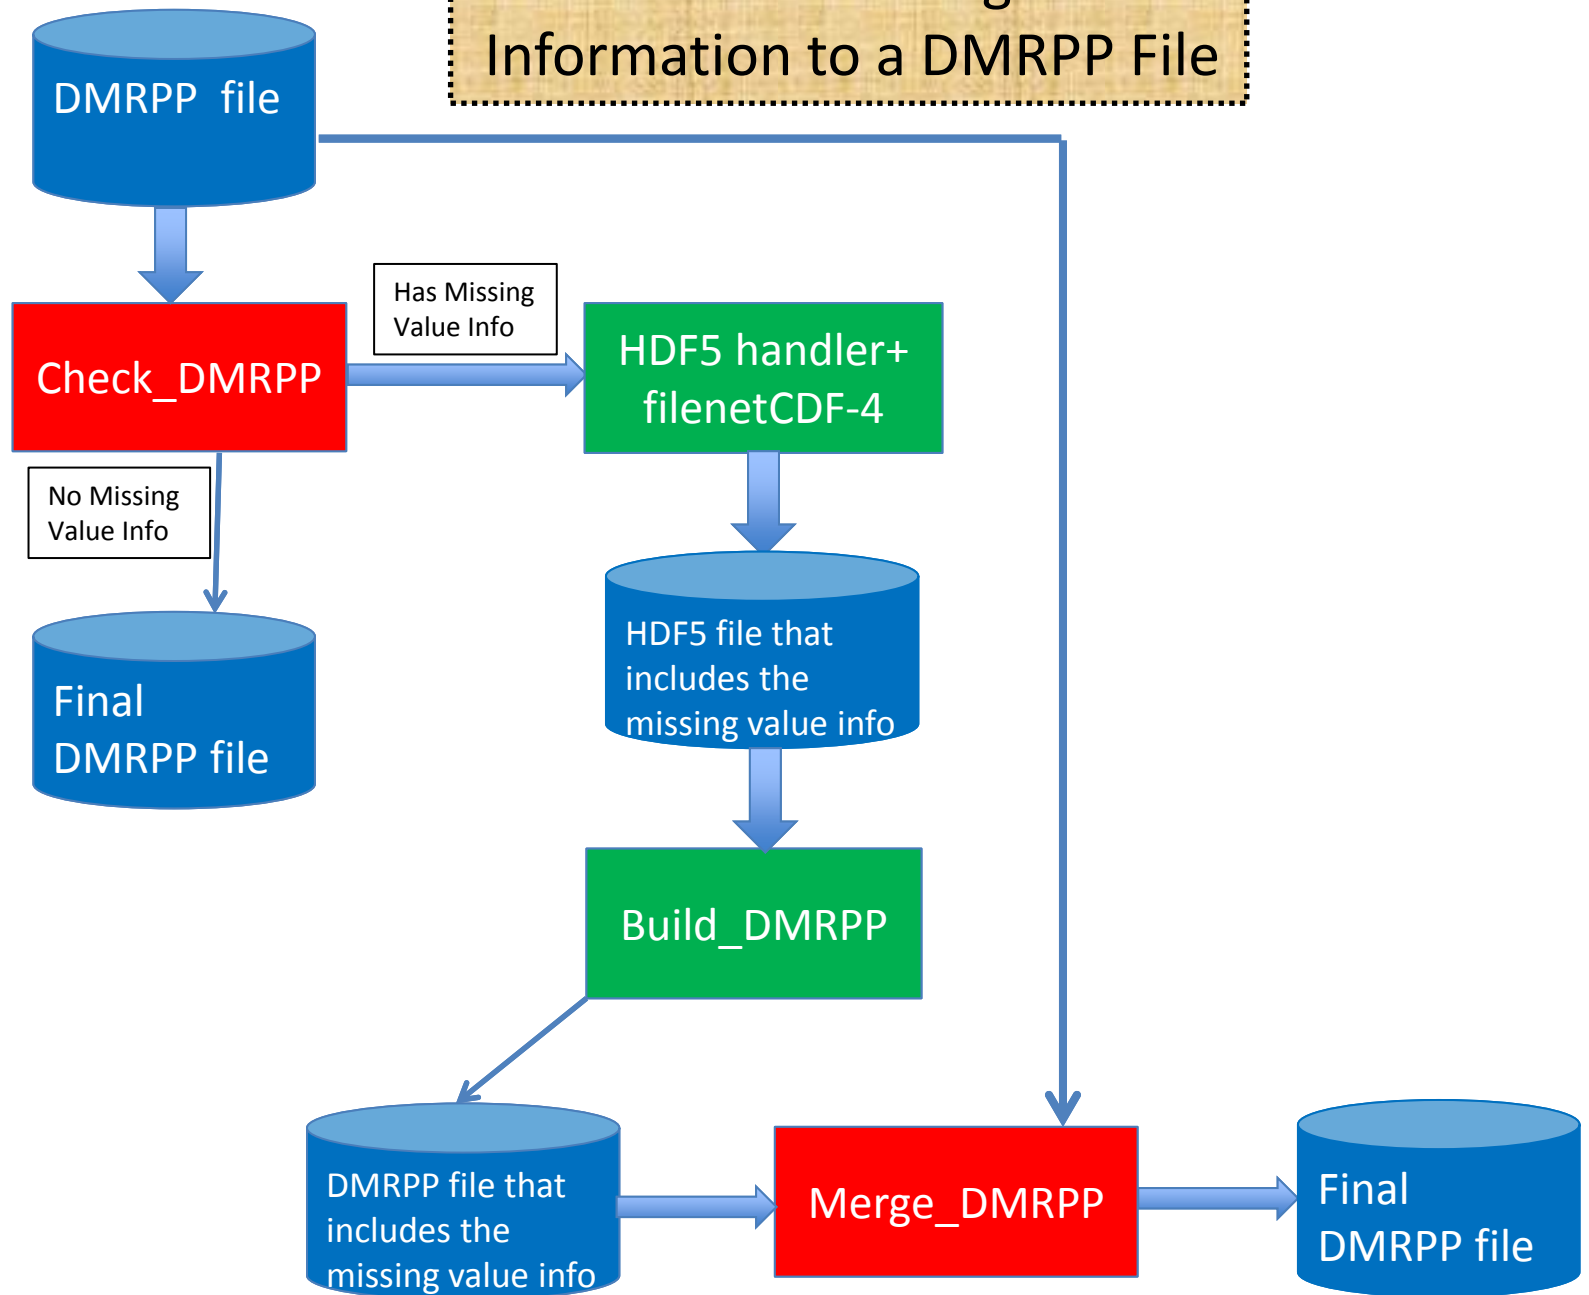 Information to a DMRPP File
DMRPP file
Has Missing
Value Info
Check_DMRPP
HDF5 handler+
filenetCDF-4
No Missing
Value Info
HDF5 file that
includes the
missing value info
Final
DMRPP file
Build_DMRPP
DMRPP file that
includes the
missing value info
Merge_DMRPP
Final
DMRPP file